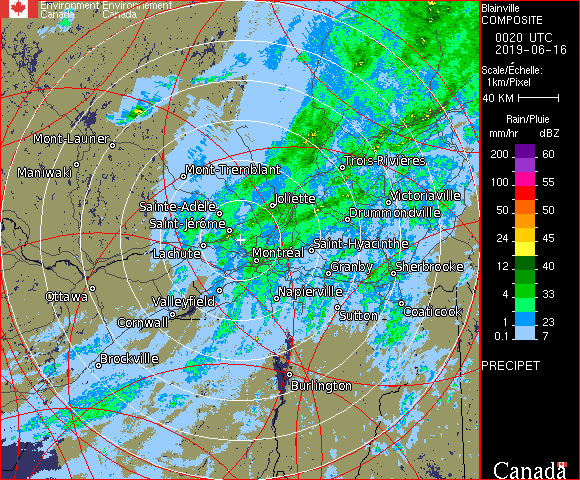 Environment Environnement
Canada Canada
Mont-Laurier
Maniwaki
Mont-Tremblant
Trois-Rivières
Sainte-Adèle
Joliette
Victoriaville
Saint-Jérôme
Drummondville
Lachute
Montréal
Saint-Hyacinthe
Granby
Sherbrooke
Ottawa
Valleyfield
Napierville
Cornwall
Sutton
Coaticook
Brockville
Burlington
Blainville
COMPOSITE
0020 UTC
2019-06-16
Scale/Échelle:
1km/Pixel
40 KM
Rain/Pluie
mm/hr dBZ
200 60
100 55
50 50
24 45
12 40
4 33
1 23
0.1 7
PRECIPET
Canada